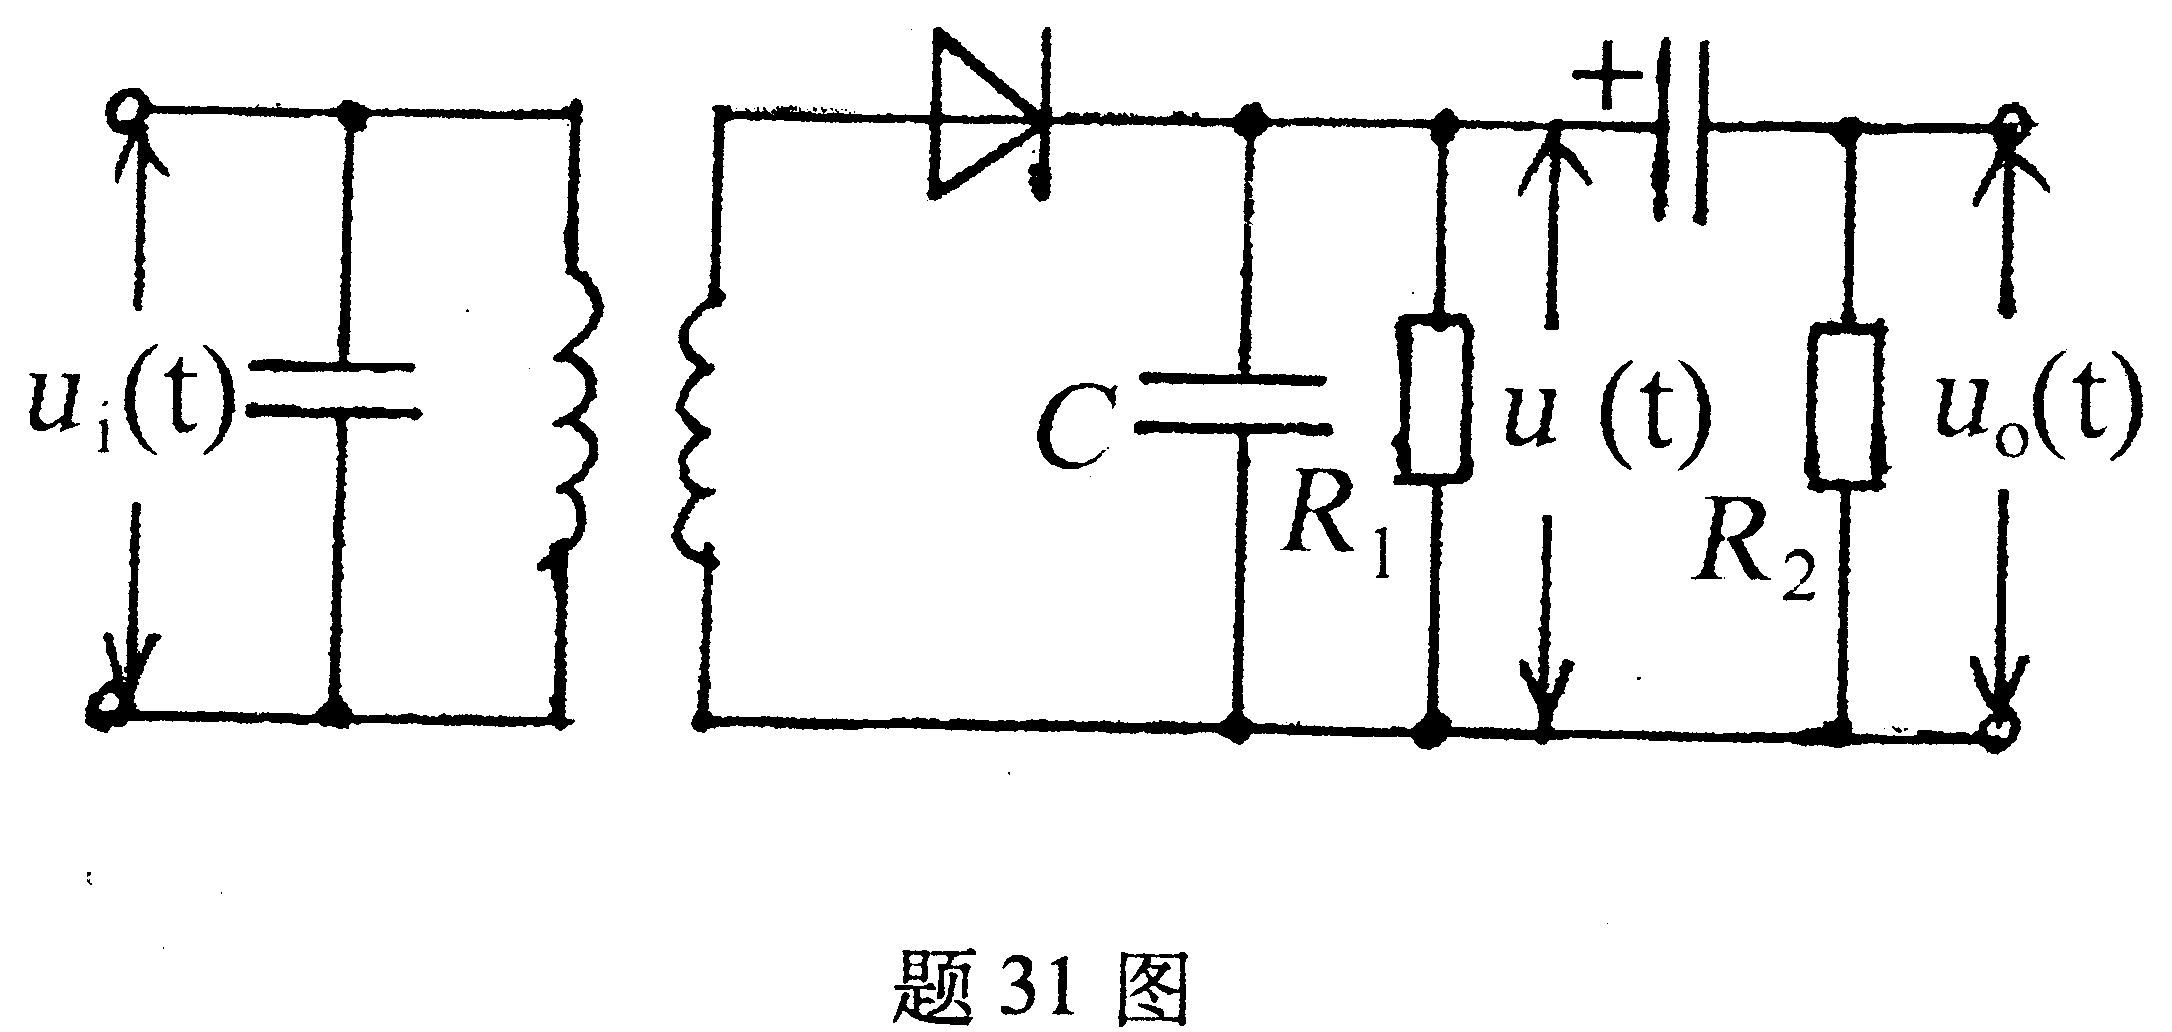 +
u_i(t) C R_1 u (t) R_2 u_o(t)
题 31 图